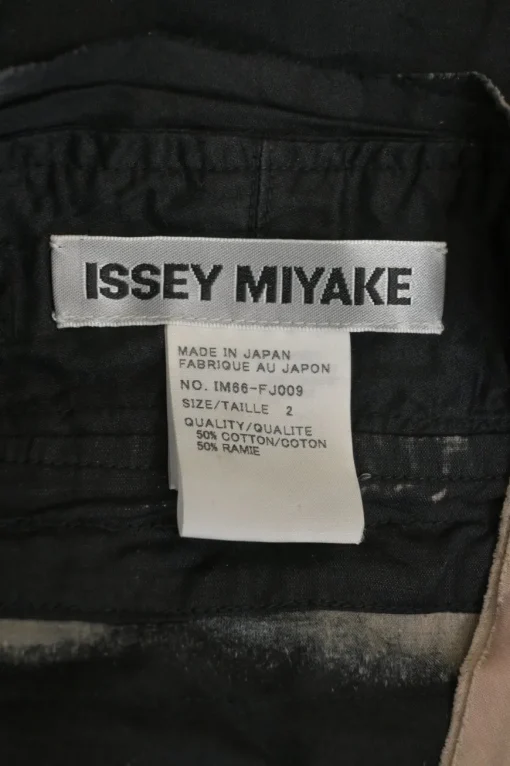 ISSEY MIYAKE
MADE IN JAPAN
FABRIQUE AU JAPON
NO. IM66-FJ009
SIZE/TAILLE 2
QUALITY/QUALITE
50% COTTON/COTON
50% RAMIE